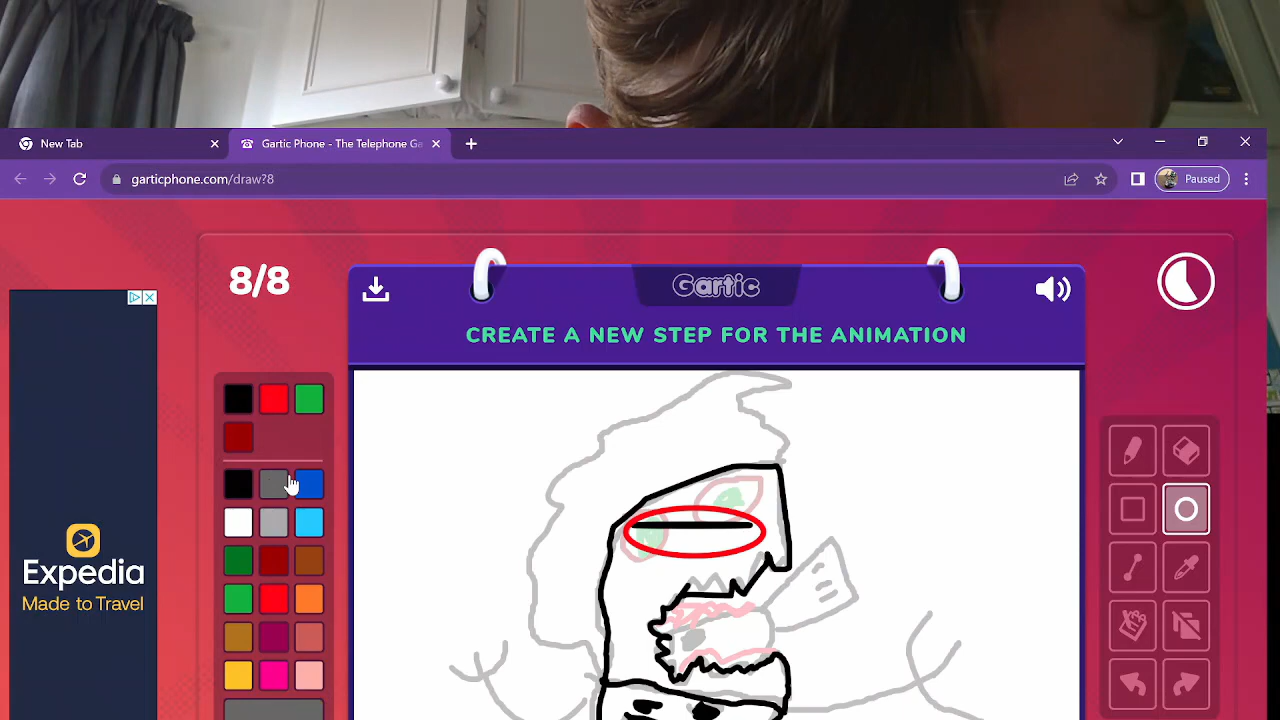 New Tab
Gartic Phone - The Telephone Ga
garticphone.com/draw?8
Paused
8/8
Gartic
CREATE A NEW STEP FOR THE ANIMATION
Expedia
Made to Travel